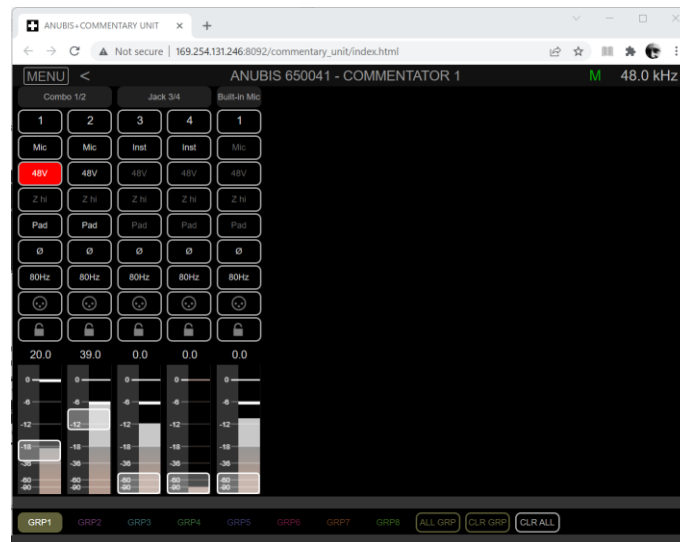 ANUBIS+COMMENTARY UNIT
Not secure | 169.254.131.246:8092/commentary_unit/index.html
MENU < ANUBIS 650041 - COMMENTATOR 1 M 48.0 kHz
Combo 1/2 Jack 3/4 Built-in Mic
1 2 3 4 1
Mic Mic Inst Inst Mic
48V 48V 48V 48V 48V
Z hi Z hi Z hi Z hi Z hi
Pad Pad Pad Pad Pad
Ø Ø Ø Ø Ø
80Hz 80Hz 80Hz 80Hz 80Hz
20.0 39.0 0.0 0.0 0.0
0 0 0 0 0
-6 -6 -6 -6 -6
-12 -12 -12 -12 -12
-18 -18 -18 -18 -18
-36 -36 -36 -36 -36
-60 -60 -60 -60 -60
-90 -90 -90 -90 -90
GRP1 GRP2 GRP3 GRP4 GRP5 GRP6 GRP7 GRP8 ALL GRP CLR GRP CLR ALL